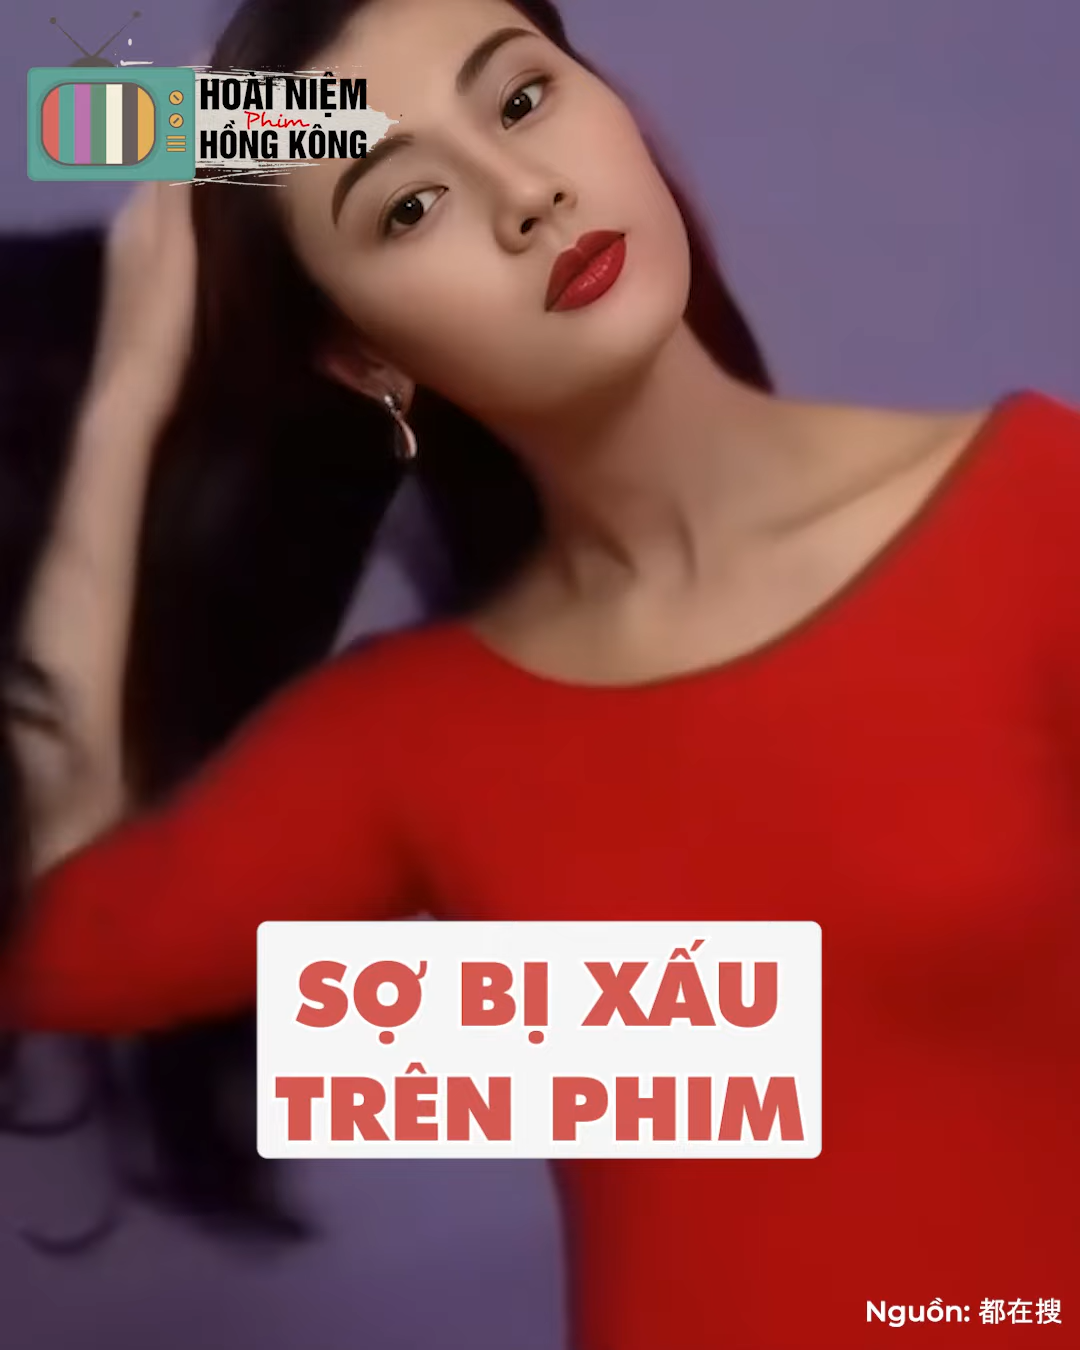 HOÀI NIỆM
Phim
HỒNG KÔNG
SỢ BỊ XẤU
TRÊN PHIM
Nguồn: 都在搜